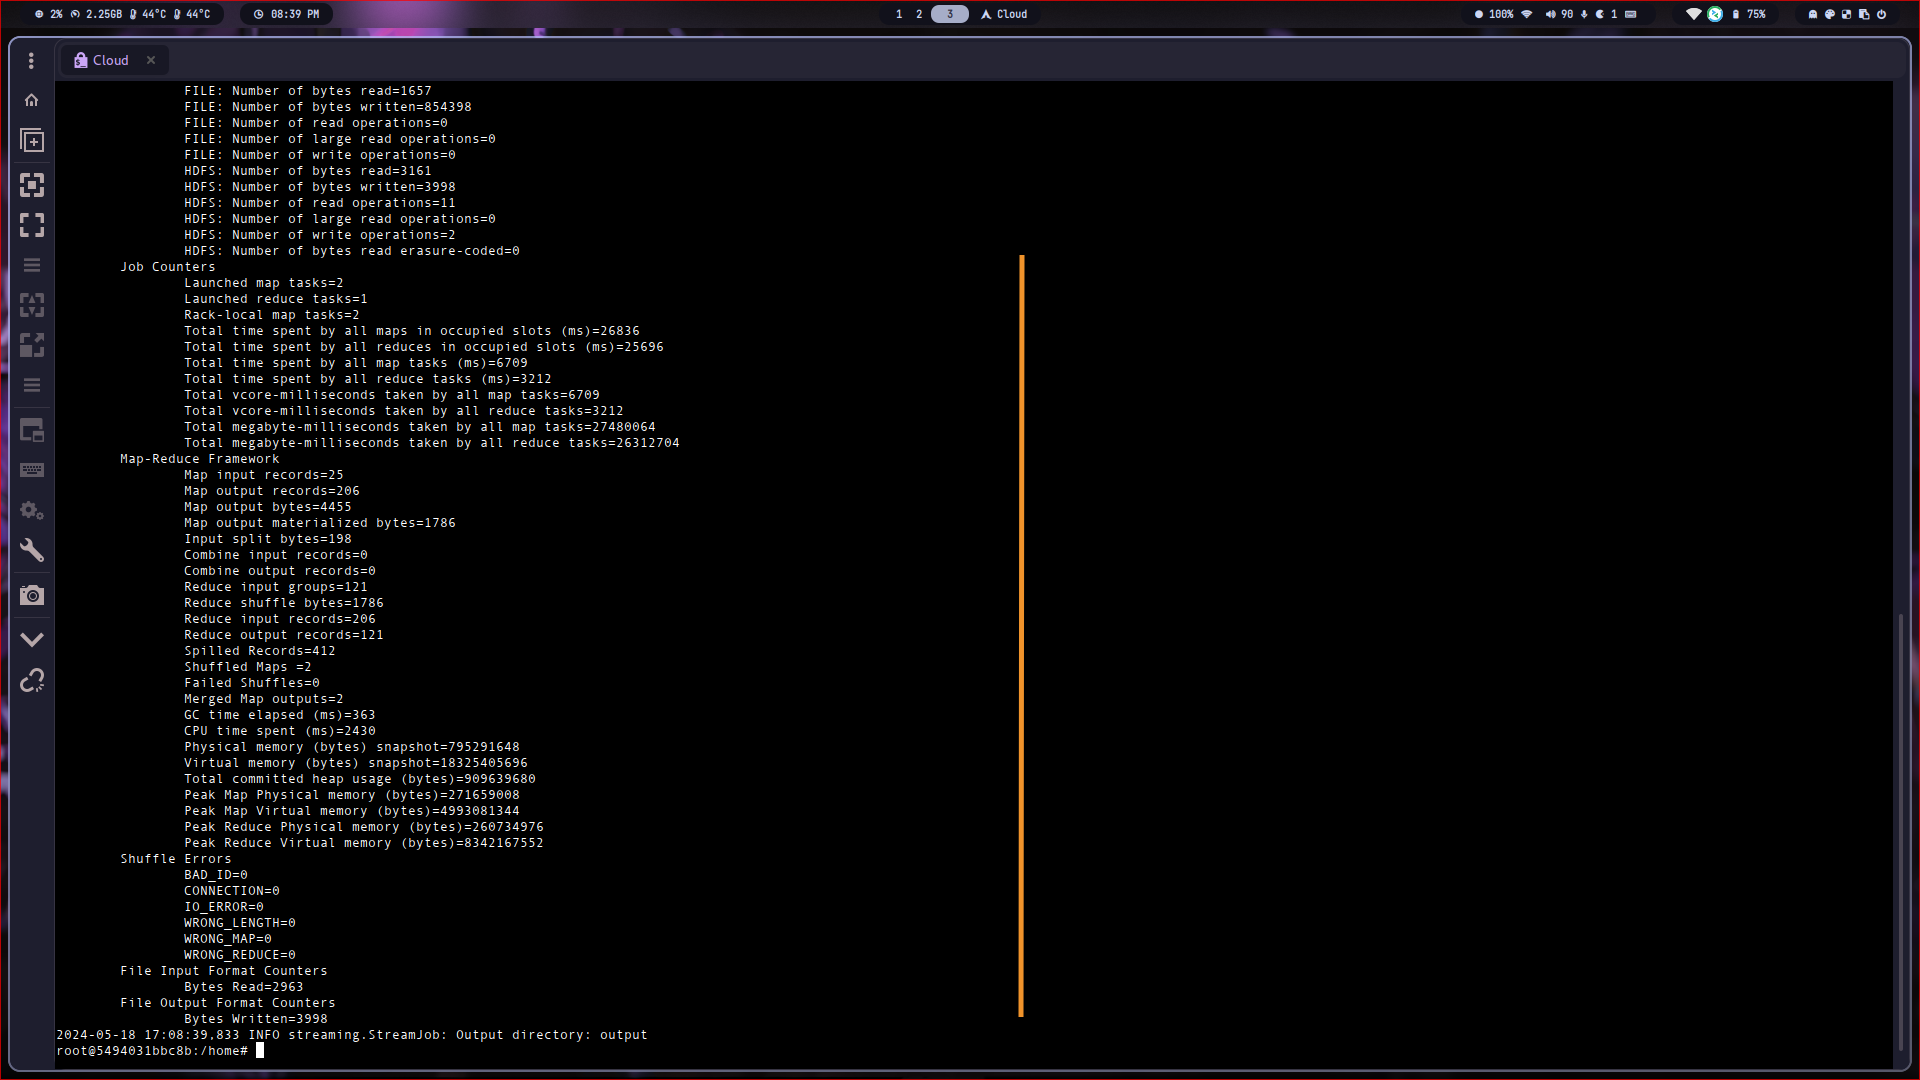 2% 2.25GB 44°C 44°C 08:39 PM 1 2 3 Cloud 100% 90 1 75%
Cloud
FILE: Number of bytes read=1657
FILE: Number of bytes written=854398
FILE: Number of read operations=0
FILE: Number of large read operations=0
FILE: Number of write operations=0
HDFS: Number of bytes read=3161
HDFS: Number of bytes written=3998
HDFS: Number of read operations=11
HDFS: Number of large read operations=0
HDFS: Number of write operations=2
HDFS: Number of bytes read erasure-coded=0
Job Counters
Launched map tasks=2
Launched reduce tasks=1
Rack-local map tasks=2
Total time spent by all maps in occupied slots (ms)=26836
Total time spent by all reduces in occupied slots (ms)=25696
Total time spent by all map tasks (ms)=6709
Total time spent by all reduce tasks (ms)=3212
Total vcore-milliseconds taken by all map tasks=6709
Total vcore-milliseconds taken by all reduce tasks=3212
Total megabyte-milliseconds taken by all map tasks=27480064
Total megabyte-milliseconds taken by all reduce tasks=26312704
Map-Reduce Framework
Map input records=25
Map output records=206
Map output bytes=4455
Map output materialized bytes=1786
Input split bytes=198
Combine input records=0
Combine output records=0
Reduce input groups=121
Reduce shuffle bytes=1786
Reduce input records=206
Reduce output records=121
Spilled Records=412
Shuffled Maps =2
Failed Shuffles=0
Merged Map outputs=2
GC time elapsed (ms)=363
CPU time spent (ms)=2430
Physical memory (bytes) snapshot=795291648
Virtual memory (bytes) snapshot=18325405696
Total committed heap usage (bytes)=909639680
Peak Map Physical memory (bytes)=271659008
Peak Map Virtual memory (bytes)=4993081344
Peak Reduce Physical memory (bytes)=260734976
Peak Reduce Virtual memory (bytes)=8342167552
Shuffle Errors
BAD_ID=0
CONNECTION=0
IO_ERROR=0
WRONG_LENGTH=0
WRONG_MAP=0
WRONG_REDUCE=0
File Input Format Counters
Bytes Read=2963
File Output Format Counters
Bytes Written=3998
2024-05-18 17:08:39,833 INFO streaming.StreamJob: Output directory: output
root@5494031bbc8b:/home#